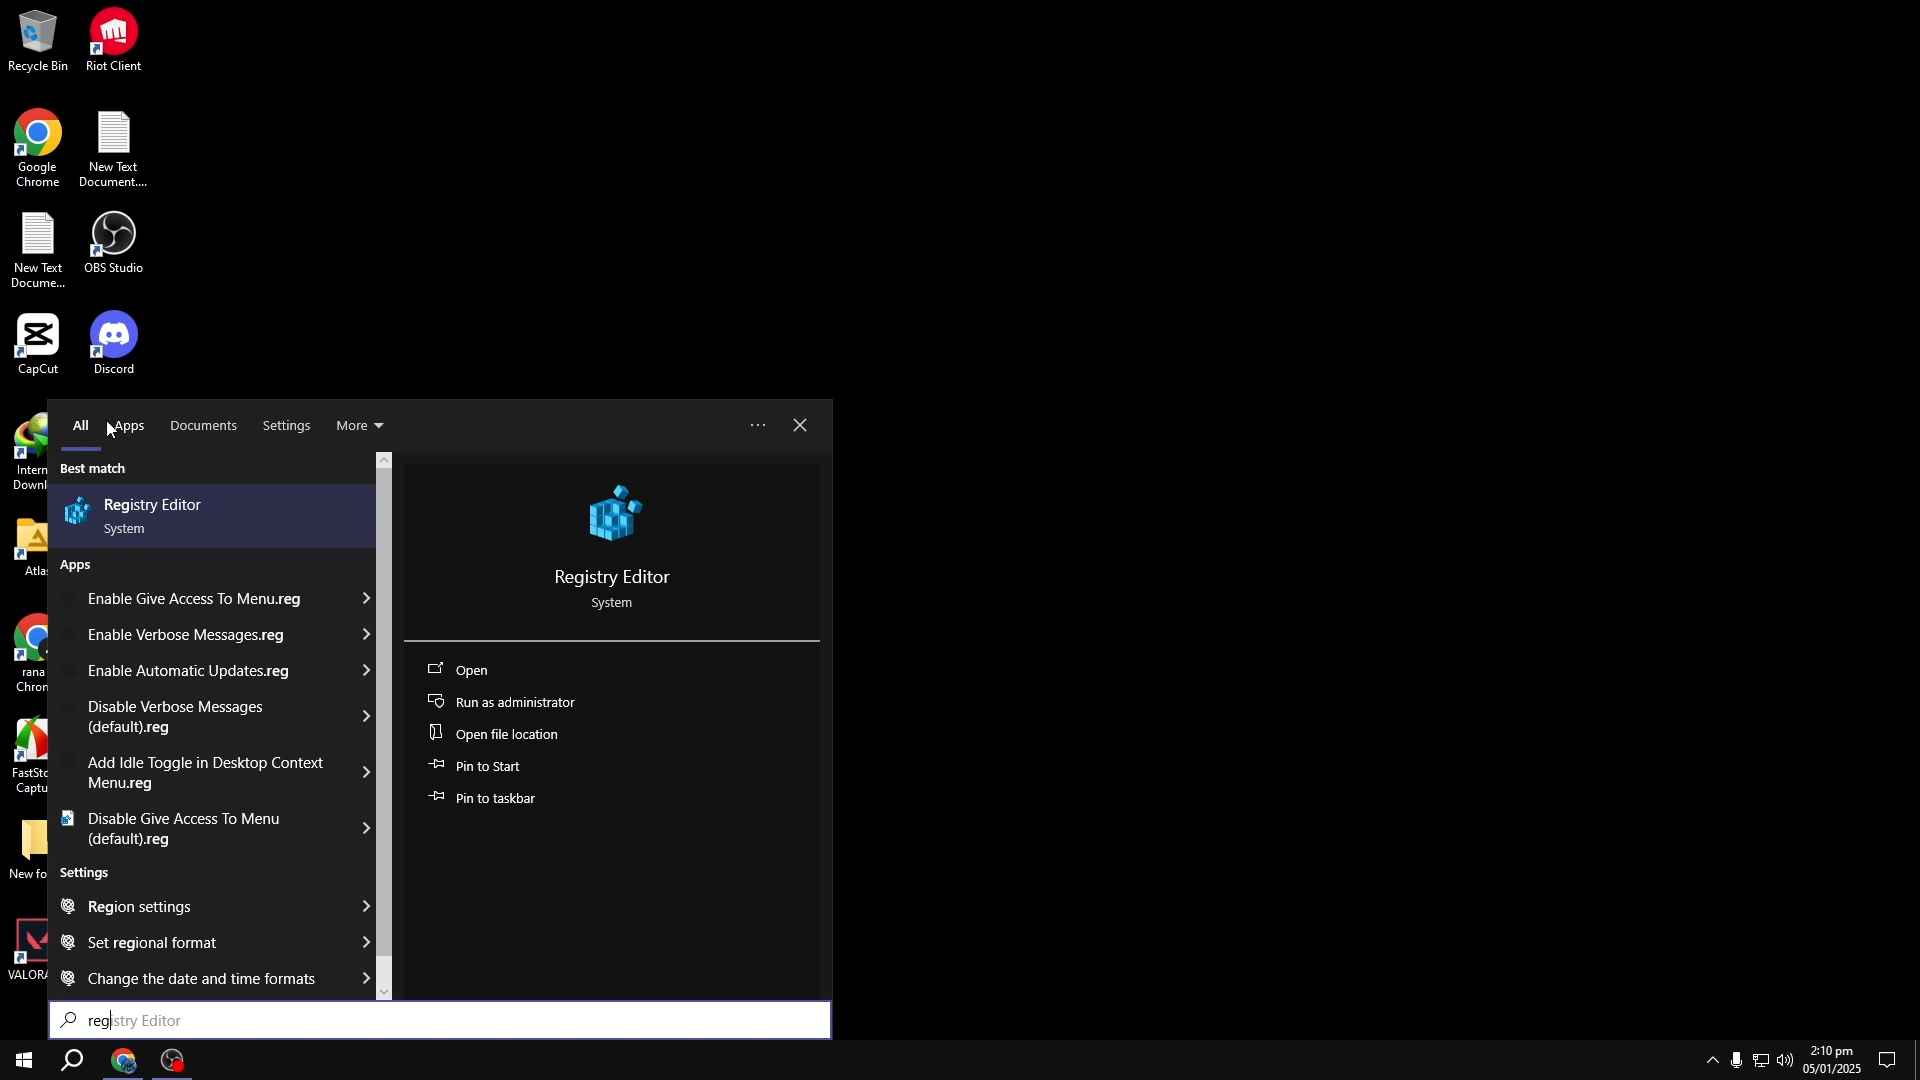 Recycle Bin
Riot Client
Google
Chrome
New Text
Document....
New Text
Docume...
OBS Studio
CapCut
Discord
Intern
Downl
Atlas
rana
Chron
FastSto
Captu
New fo
VALORA
All
Apps
Documents
Settings
More
Best match
Registry Editor
System
Apps
Enable Give Access To Menu.reg
Enable Verbose Messages.reg
Enable Automatic Updates.reg
Disable Verbose Messages
(default).reg
Add Idle Toggle in Desktop Context
Menu.reg
Disable Give Access To Menu
(default).reg
Settings
Region settings
Set regional format
Change the date and time formats
Registry Editor
System
Open
Run as administrator
Open file location
Pin to Start
Pin to taskbar
registry Editor
2:10 pm
05/01/2025